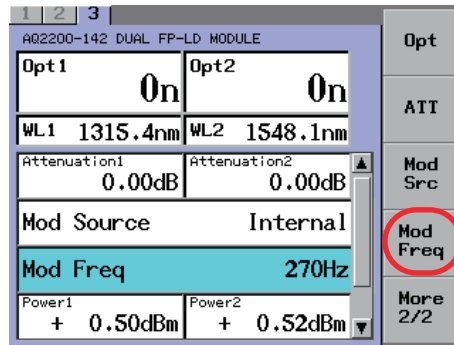 1 2 3
AQ2200-142 DUAL FP-LD MODULE
Opt1 On
Opt2 On
WL1 1315.4nm WL2 1548.1nm
Attenuation1 0.00dB
Attenuation2 0.00dB
Mod Source Internal
Mod Freq 270Hz
Power1 + 0.50dBm
Power2 + 0.52dBm
Opt
ATT
Mod
Src
Mod
Freq
More
2/2